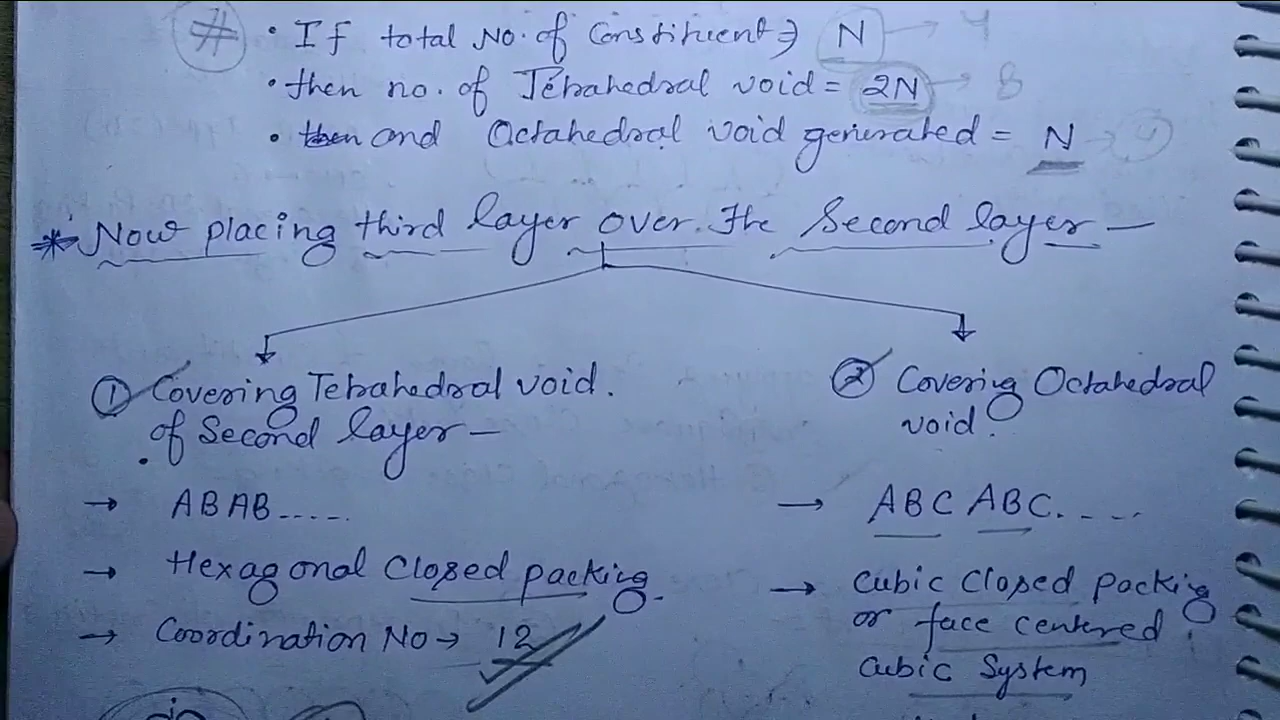 # • If total No. of Constituent ⇒ N → 4
• then no. of Tetrahedral void = 2N → 8
• and Octahedral void generated = N → 4
* Now placing third layer over the Second layer —
① Covering Tetrahedral void.
of Second layer —
→ ABAB.....
→ Hexagonal Closed packing.
→ Coordination No → 12
② Covering Octahedral
void.
→ ABC ABC....
→ Cubic Closed packing
or face centered
Cubic System